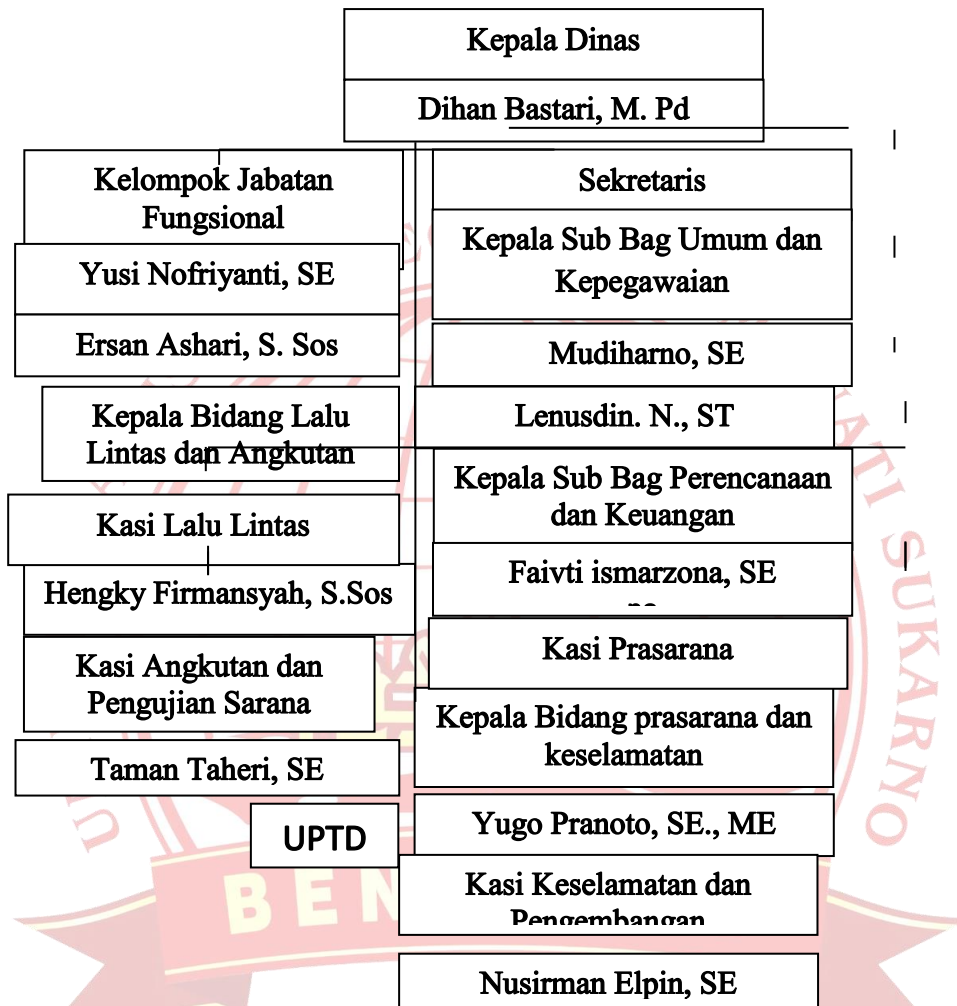 Kepala Dinas
Dihan Bastari, M. Pd
Kelompok Jabatan
Fungsional
Yusi Nofriyanti, SE
Ersan Ashari, S. Sos
Kepala Bidang Lalu
Lintas dan Angkutan
Kasi Lalu Lintas
Hengky Firmansyah, S.Sos
Kasi Angkutan dan
Pengujian Sarana
Taman Taheri, SE
UPTD
Sekretaris
Kepala Sub Bag Umum dan
Kepegawaian
Mudiharno, SE
Lenusdin. N., ST
Kepala Sub Bag Perencanaan
dan Keuangan
Faivti ismarzona, SE
Kasi Prasarana
Kepala Bidang prasarana dan
keselamatan
Yugo Pranoto, SE., ME
Kasi Keselamatan dan
Pengembangan
Nusirman Elpin, SE
SUKARNO
BEN